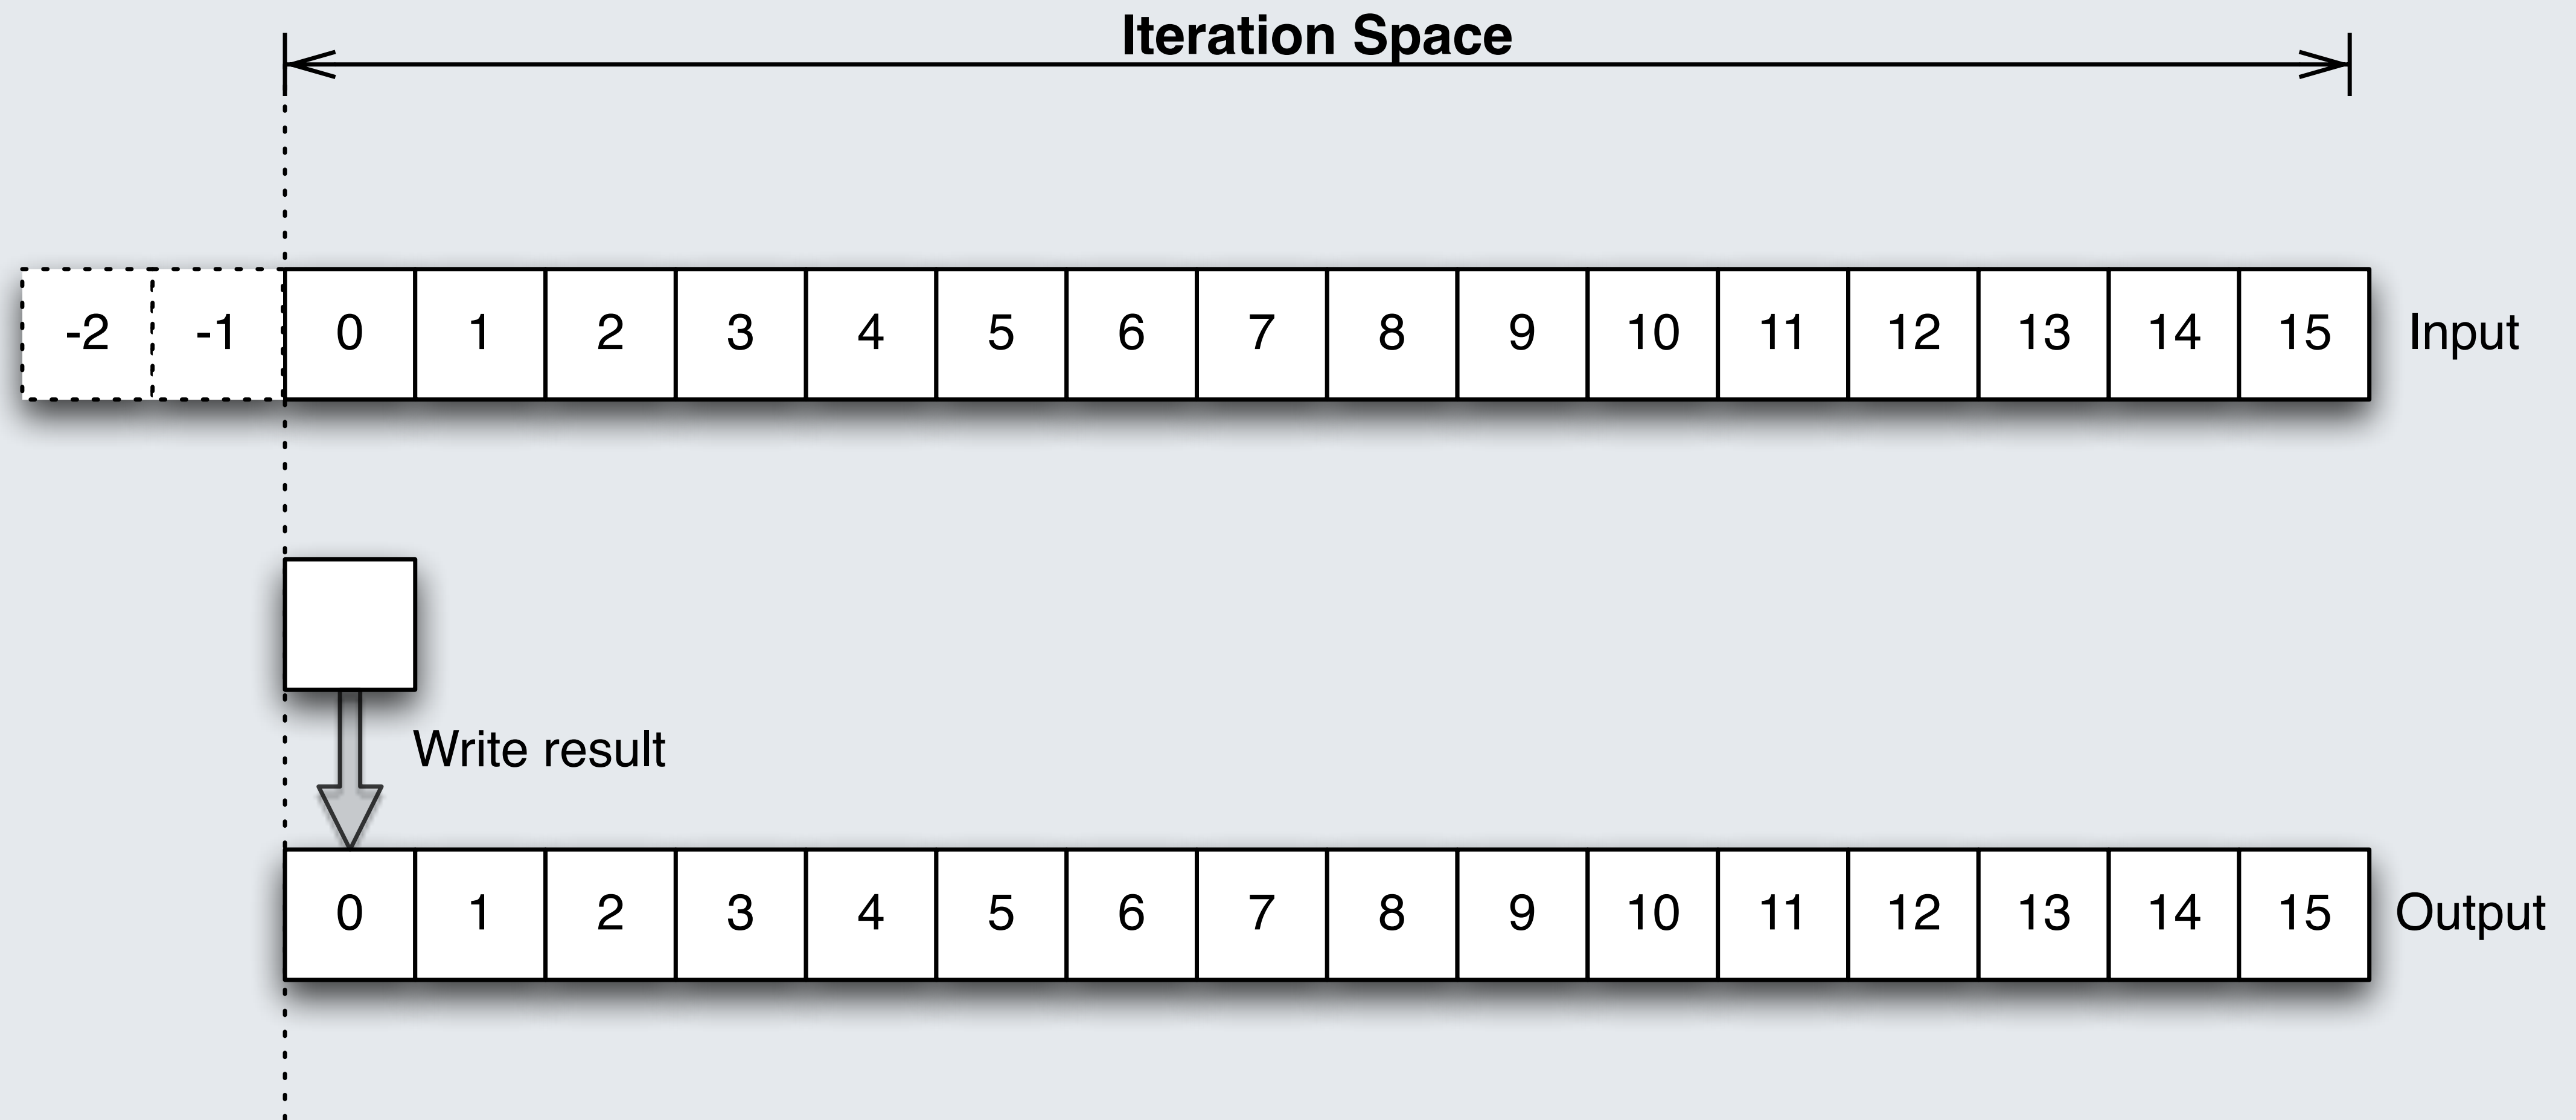 Iteration Space
-2 -1 0 1 2 3 4 5 6 7 8 9 10 11 12 13 14 15 Input
Write result
0 1 2 3 4 5 6 7 8 9 10 11 12 13 14 15 Output